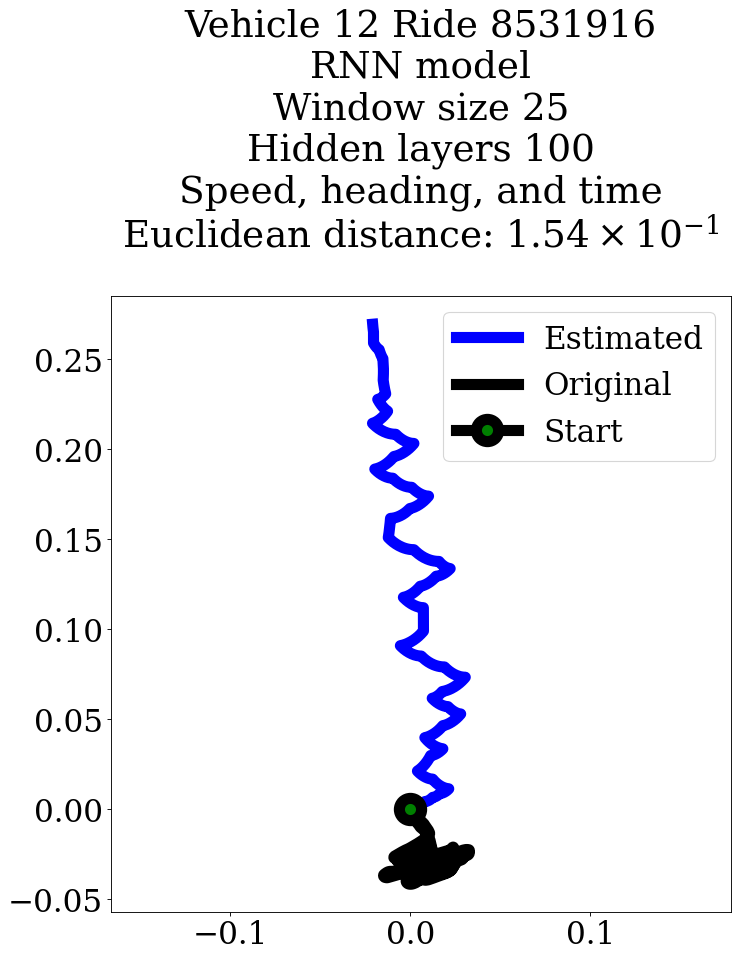 Vehicle 12 Ride 8531916
RNN model
Window size 25
Hidden layers 100
Speed, heading, and time
Euclidean distance: 1.54 × 10⁻¹
Estimated
Original
Start
0.25
0.20
0.15
0.10
0.05
0.00
−0.05
−0.1 0.0 0.1